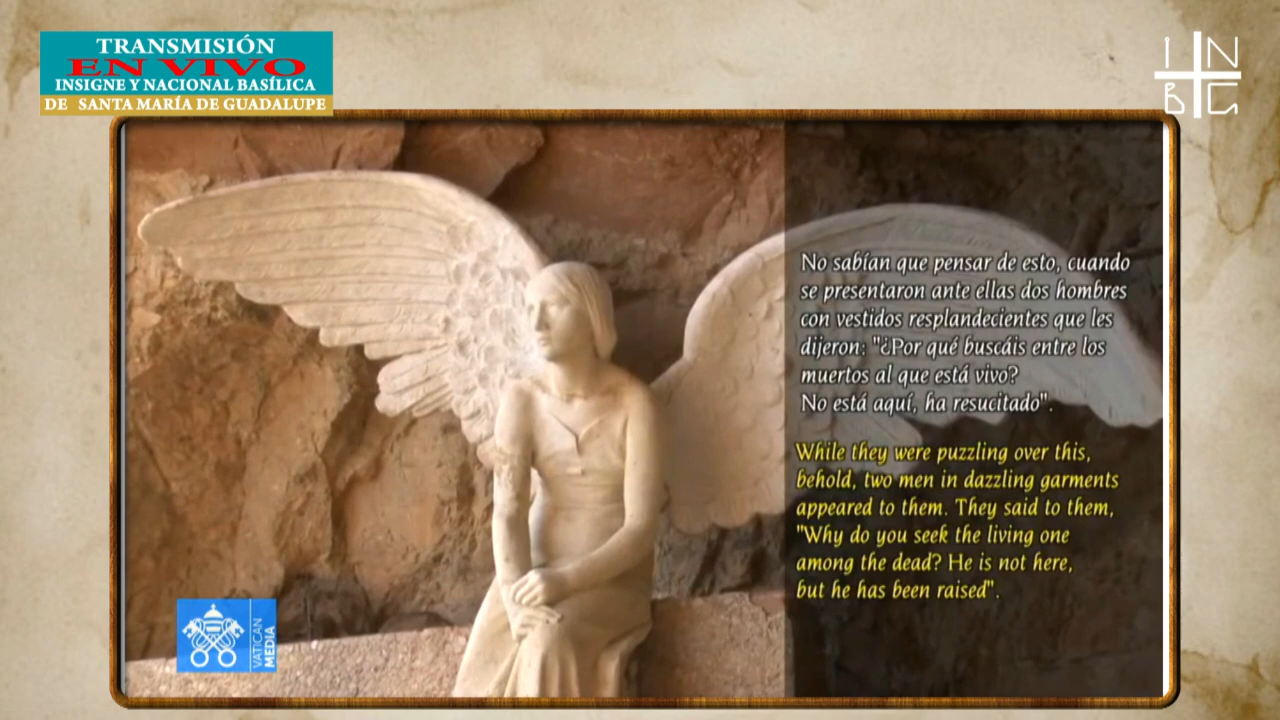 TRANSMISIÓN
EN VIVO
INSIGNE Y NACIONAL BASÍLICA
DE SANTA MARÍA DE GUADALUPE
I N
B G
No sabían que pensar de esto, cuando
se presentaron ante ellas dos hombres
con vestidos resplandecientes que les
dijeron: "¿Por qué buscáis entre los
muertos al que está vivo?
No está aquí, ha resucitado".
While they were puzzling over this,
behold, two men in dazzling garments
appeared to them. They said to them,
"Why do you seek the living one
among the dead? He is not here,
but he has been raised".
VATICAN
MEDIA